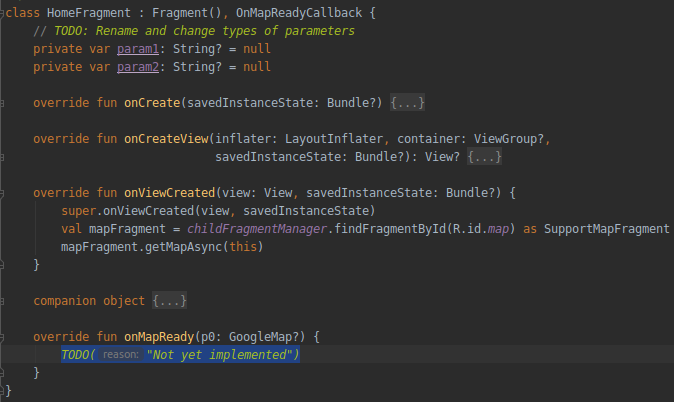 class HomeFragment : Fragment(), OnMapReadyCallback {
    // TODO: Rename and change types of parameters
    private var param1: String? = null
    private var param2: String? = null
    override fun onCreate(savedInstanceState: Bundle?) {...}
    override fun onCreateView(inflater: LayoutInflater, container: ViewGroup?,
                              savedInstanceState: Bundle?): View? {...}
    override fun onViewCreated(view: View, savedInstanceState: Bundle?) {
        super.onViewCreated(view, savedInstanceState)
        val mapFragment = childFragmentManager.findFragmentById(R.id.map) as SupportMapFragment
        mapFragment.getMapAsync(this)
    }
    companion object {...}
    override fun onMapReady(p0: GoogleMap?) {
        TODO( reason: "Not yet implemented")
    }
}